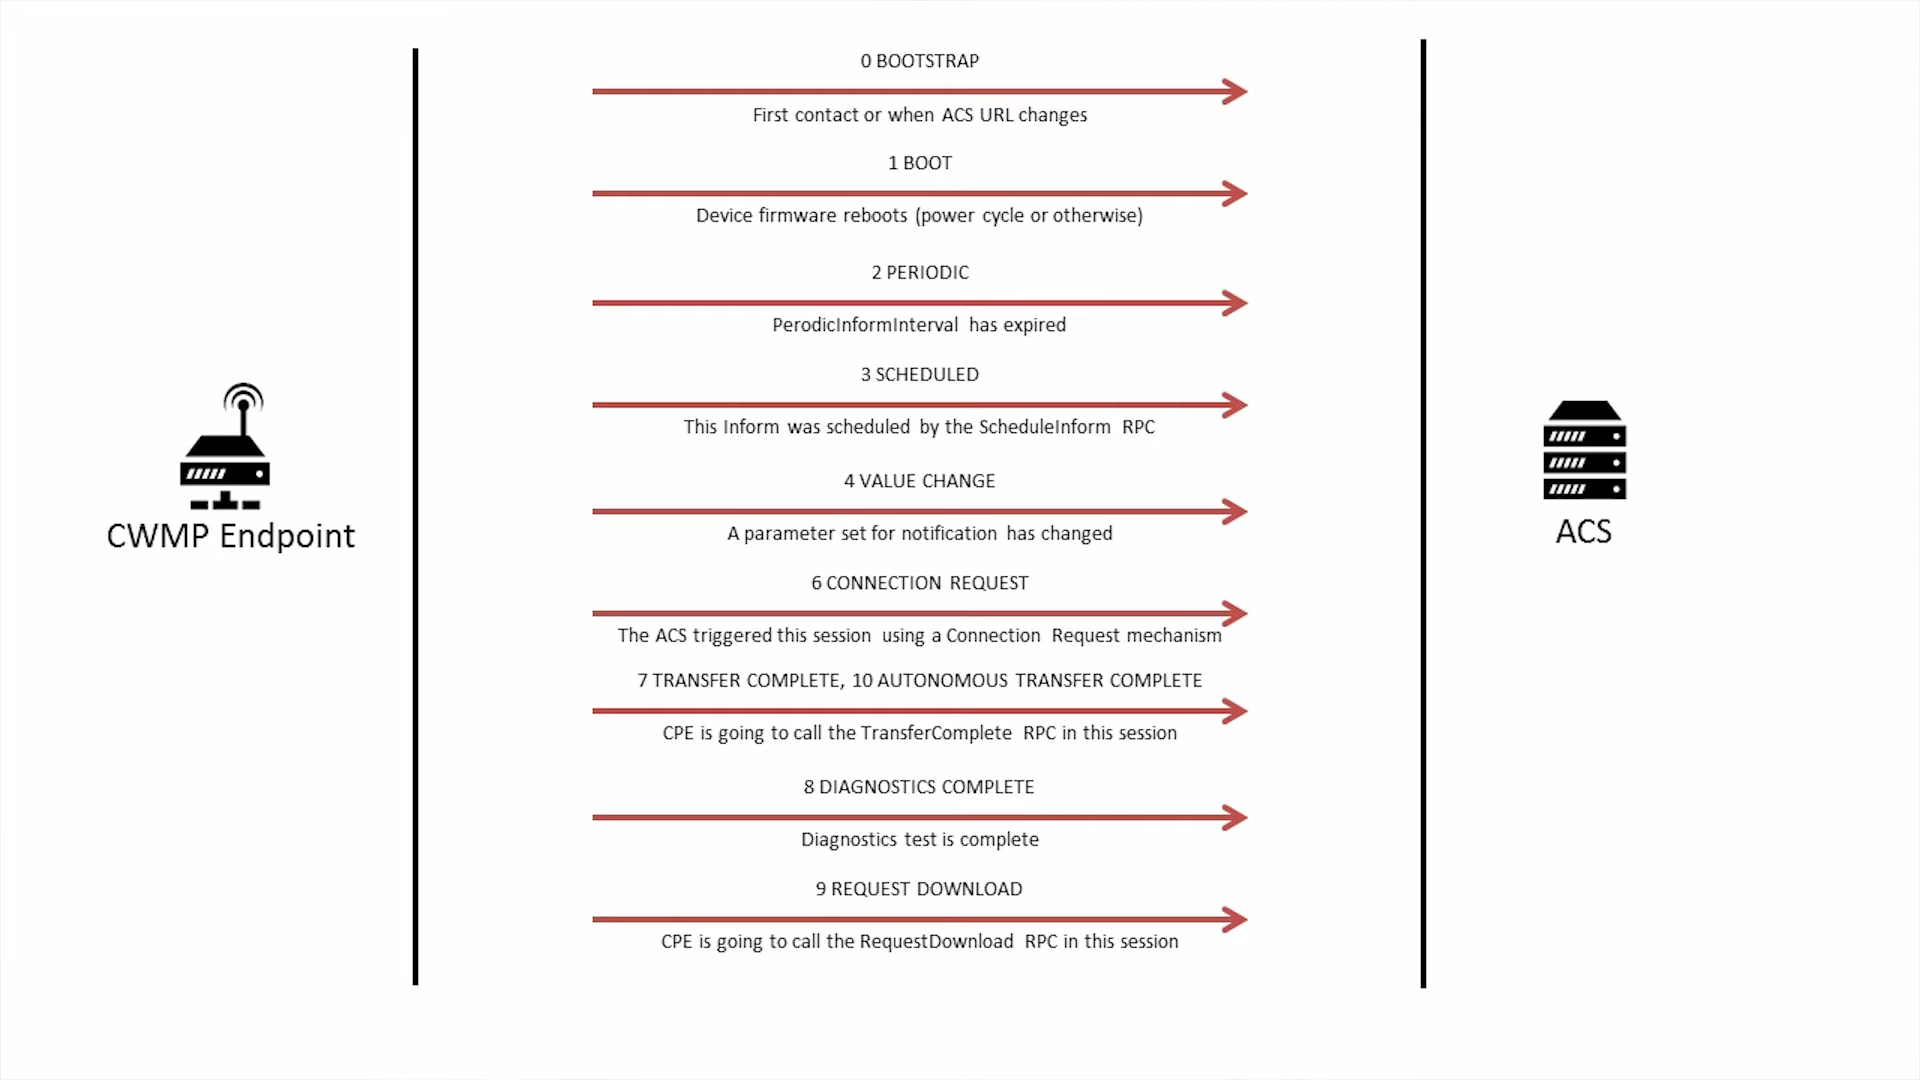 0 BOOTSTRAP
First contact or when ACS URL changes
1 BOOT
Device firmware reboots (power cycle or otherwise)
2 PERIODIC
PerodicInformInterval has expired
3 SCHEDULED
This Inform was scheduled by the ScheduleInform RPC
4 VALUE CHANGE
A parameter set for notification has changed
6 CONNECTION REQUEST
The ACS triggered this session using a Connection Request mechanism
7 TRANSFER COMPLETE, 10 AUTONOMOUS TRANSFER COMPLETE
CPE is going to call the TransferComplete RPC in this session
8 DIAGNOSTICS COMPLETE
Diagnostics test is complete
9 REQUEST DOWNLOAD
CPE is going to call the RequestDownload RPC in this session
CWMP Endpoint
ACS